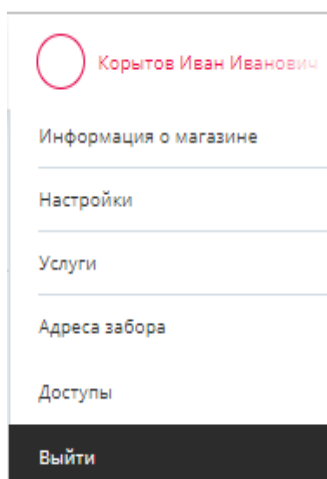 Корытов Иван Иванович
Информация о магазине
Настройки
Услуги
Адреса забора
Доступы
Выйти